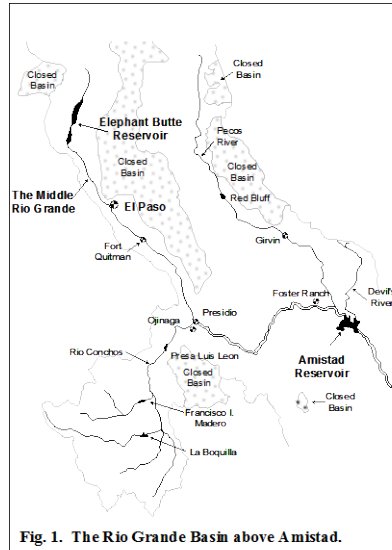 Closed
Basin
Closed
Basin
Elephant Butte
Reservoir
Pecos
River
Closed
Basin
Closed
Basin
The Middle
Rio Grande
El Paso
Red Bluff
Fort
Quitman
Girvin
Foster Ranch
Devil's
River
Ojinaga
Presidio
Rio Conchos
Presa Luis Leon
Amistad
Reservoir
Closed
Basin
Closed
Basin
Francisco I.
Madero
La Boquilla
Fig. 1. The Rio Grande Basin above Amistad.